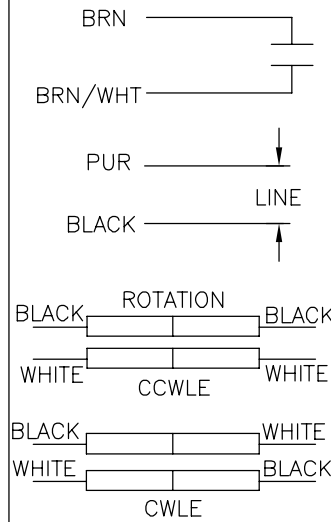 BRN
BRN/WHT
PUR
LINE
BLACK
ROTATION
BLACK BLACK
WHITE WHITE
CCWLE
BLACK WHITE
WHITE BLACK
CWLE